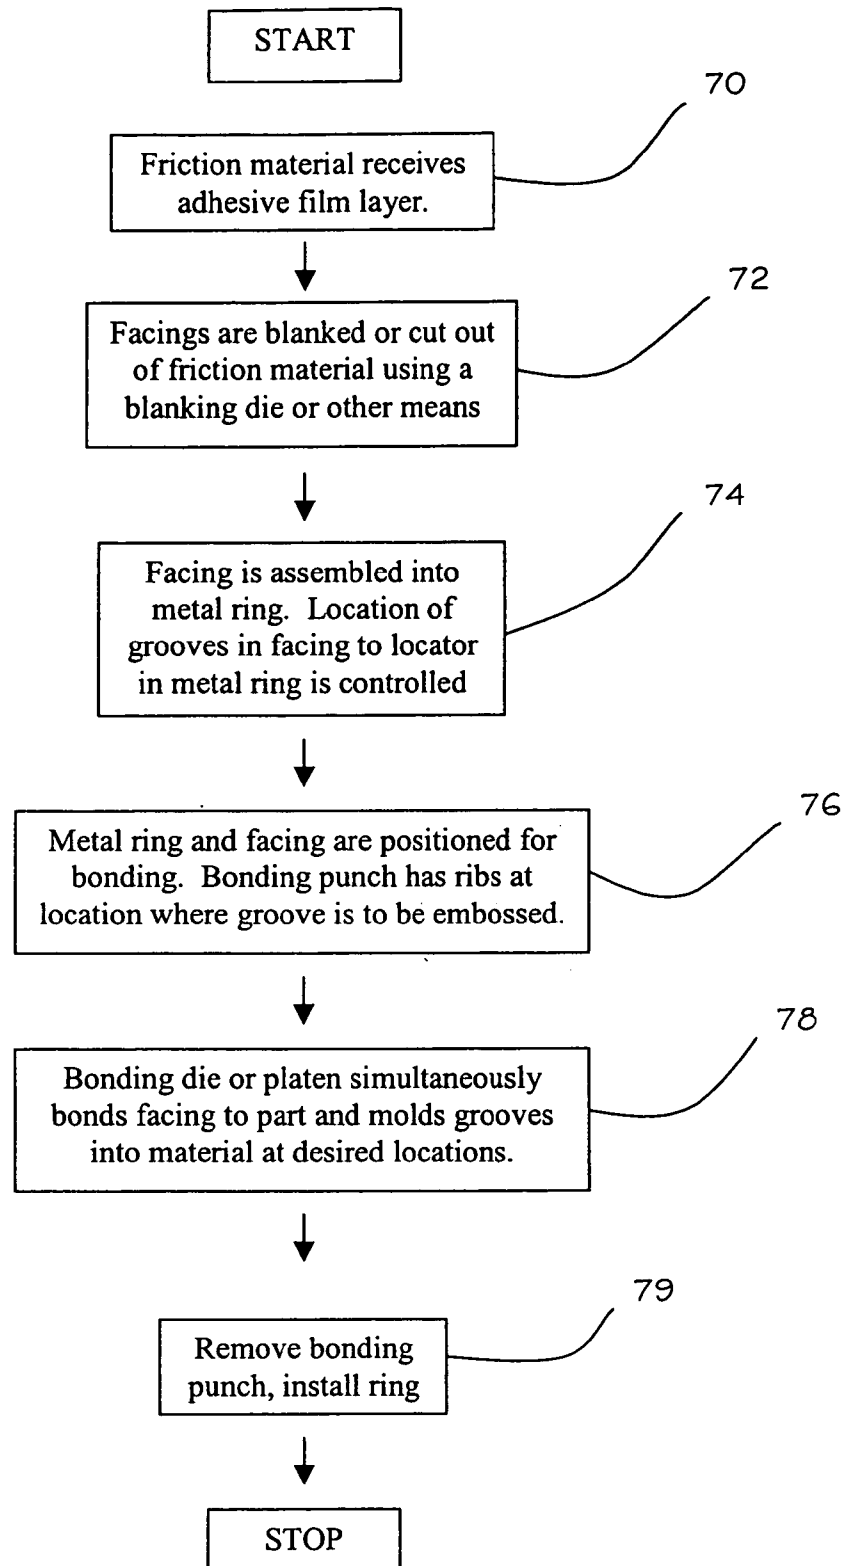 START
70
Friction material receives
adhesive film layer.
72
Facings are blanked or cut out
of friction material using a
blanking die or other means
74
Facing is assembled into
metal ring. Location of
grooves in facing to locator
in metal ring is controlled
76
Metal ring and facing are positioned for
bonding. Bonding punch has ribs at
location where groove is to be embossed.
78
Bonding die or platen simultaneously
bonds facing to part and molds grooves
into material at desired locations.
79
Remove bonding
punch, install ring
STOP